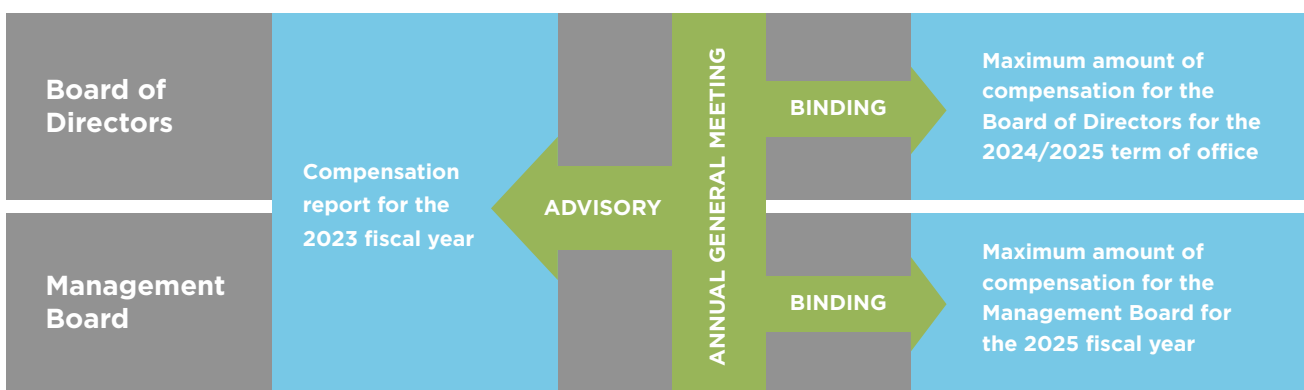 Board of
Directors
Management
Board
Compensation
report for the
2023 fiscal year
ADVISORY
ANNUAL GENERAL MEETING
BINDING
Maximum amount of
compensation for the
Board of Directors for the
2024/2025 term of office
BINDING
Maximum amount of
compensation for the
Management Board for
the 2025 fiscal year